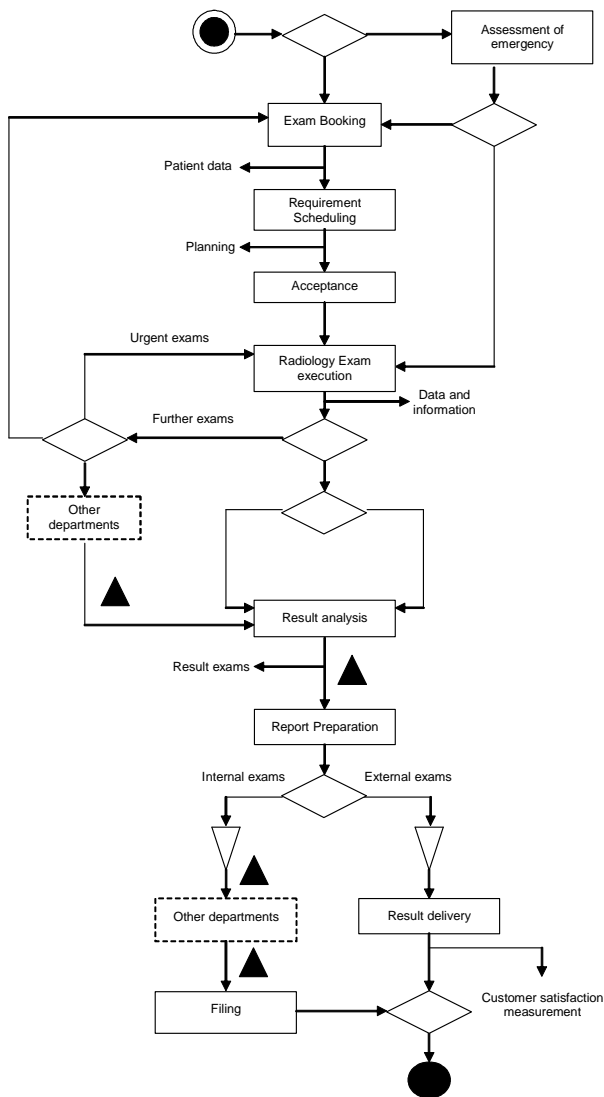 Assessment of
emergency
Exam Booking
Patient data
Requirement
Scheduling
Planning
Acceptance
Urgent exams
Radiology Exam
execution
Data and
information
Further exams
Other
departments
Result analysis
Result exams
Report Preparation
Internal exams
External exams
Other departments
Result delivery
Customer satisfaction
measurement
Filing